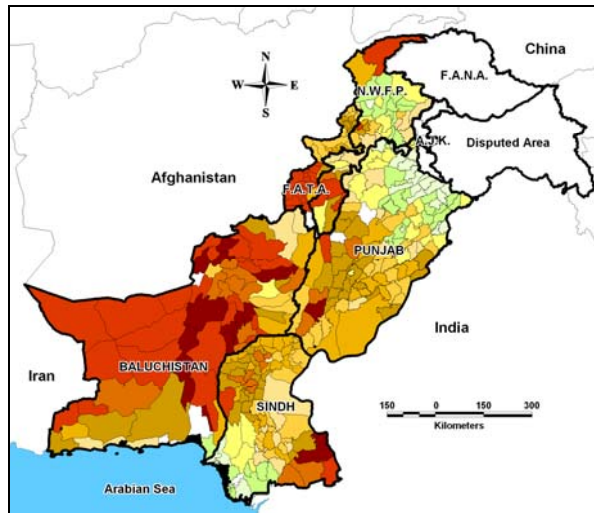 China
N
W E
S
F.A.N.A.
N.W.F.P.
A.J.K.
Disputed Area
Afghanistan
F.A.T.A.
PUNJAB
India
Iran
BALUCHISTAN
SINDH
150 0 150 300
Kilometers
Arabian Sea